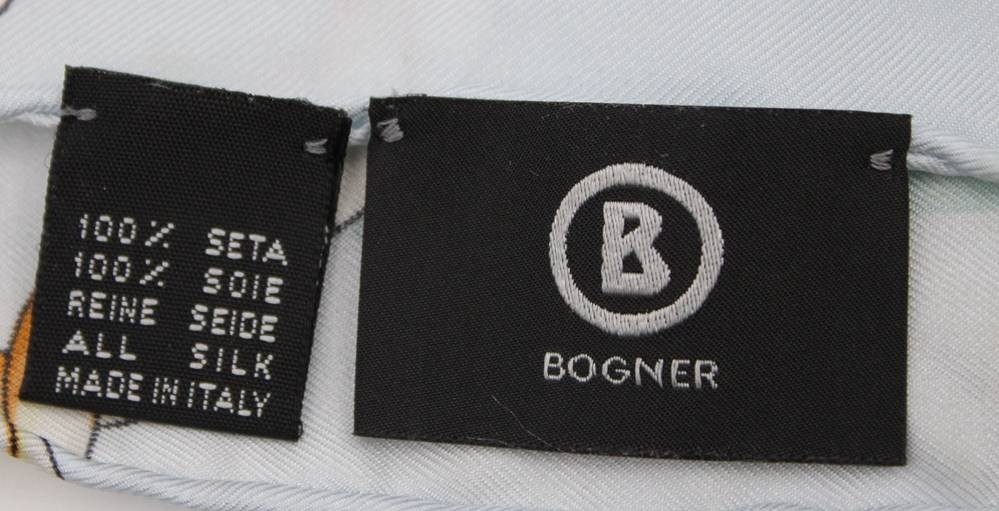 100% SETA
100% SOIE
REINE SEIDE
ALL SILK
MADE IN ITALY
B
BOGNER